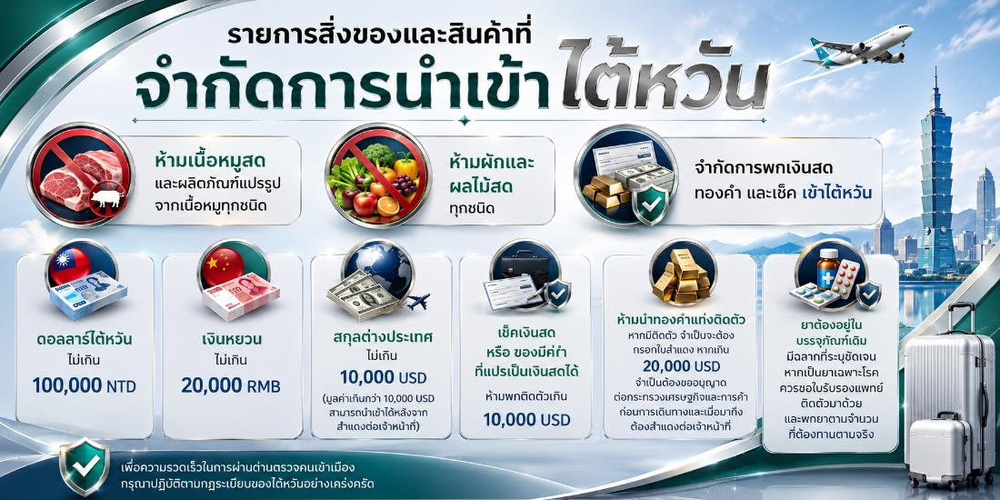 รายการสิ่งของและสินค้าที่
จำกัดการนำเข้าไต้หวัน
ห้ามเนื้อหมูสด
และผลิตภัณฑ์แปรรูป
จากเนื้อหมูทุกชนิด
ห้ามผักและ
ผลไม้สด
ทุกชนิด
จำกัดการพกเงินสด
ทองคำ และเช็ค เข้าไต้หวัน
ดอลลาร์ไต้หวัน
ไม่เกิน
100,000 NTD
เงินหยวน
ไม่เกิน
20,000 RMB
สกุลต่างประเทศ
ไม่เกิน
10,000 USD
(มูลค่าเกินกว่า 10,000 USD
สามารถนำเข้าได้หลังจาก
สำแดงต่อเจ้าหน้าที่)
เช็คเงินสด
หรือ ของมีค่ำ
ที่แปรเป็นเงินสดได้
ห้ามพกติดตัวเกิน
10,000 USD
ห้ามนำทองคำแท่งติดตัว
หากมีติดตัว จำเป็นจะต้อง
กรอกใบสำแดง หากเกิน
20,000 USD
จำเป็นต้องขออนุญาต
ต่อกระทรวงเศรษฐกิจและการค้า
ก่อนการเดินทางและเมื่อมาถึง
ต้องสำแดงต่อเจ้าหน้าที่
ยาต้องอยู่ใน
บรรจุภัณฑ์เดิม
มีฉลากที่ระบุชัดเจน
หากเป็นยาเฉพาะโรค
ควรขอใบรับรองแพทย์
ติดตัวมาด้วย
และพกยาตามจำนวน
ที่ต้องทานตามจริง
เพื่อความรวดเร็วในการผ่านด่านตรวจคนเข้าเมือง
กรุณาปฏิบัติตามกฎระเบียบของไต้หวันอย่างเคร่งครัด